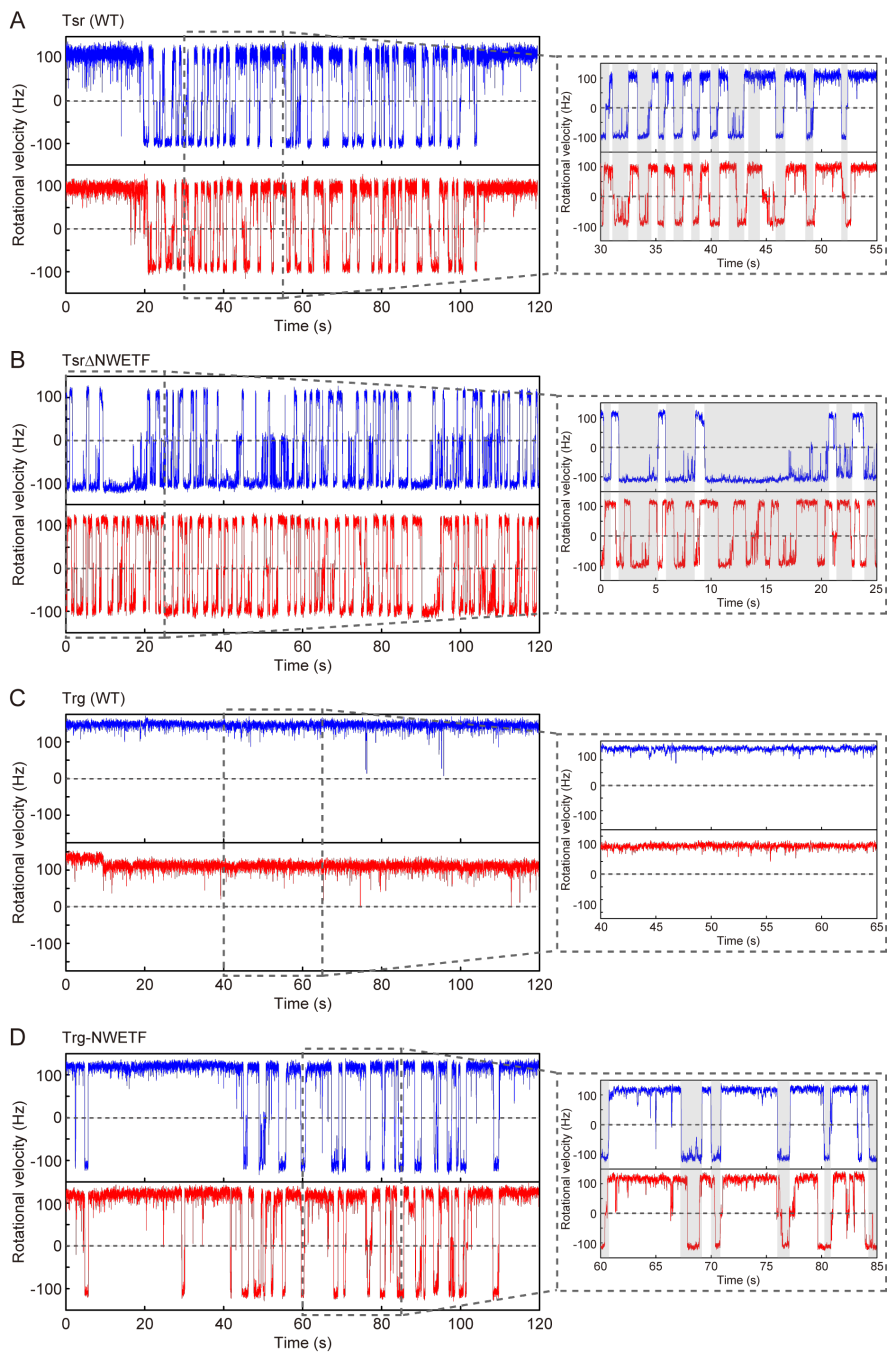 A
Tsr (WT)
Rotational velocity (Hz)
100
0
-100
100
0
-100
0 20 40 60 80 100 120
Time (s)
Rotational velocity (Hz)
100
0
-100
100
0
-100
30 35 40 45 50 55
Time (s)
B
TsrΔNWETF
Rotational velocity (Hz)
100
0
-100
100
0
-100
0 20 40 60 80 100 120
Time (s)
Rotational velocity (Hz)
100
0
-100
100
0
-100
0 5 10 15 20 25
Time (s)
C
Trg (WT)
Rotational velocity (Hz)
100
0
-100
100
0
-100
0 20 40 60 80 100 120
Time (s)
Rotational velocity (Hz)
100
0
-100
100
0
-100
40 45 50 55 60 65
Time (s)
D
Trg-NWETF
Rotational velocity (Hz)
100
0
-100
100
0
-100
0 20 40 60 80 100 120
Time (s)
Rotational velocity (Hz)
100
0
-100
100
0
-100
60 65 70 75 80 85
Time (s)